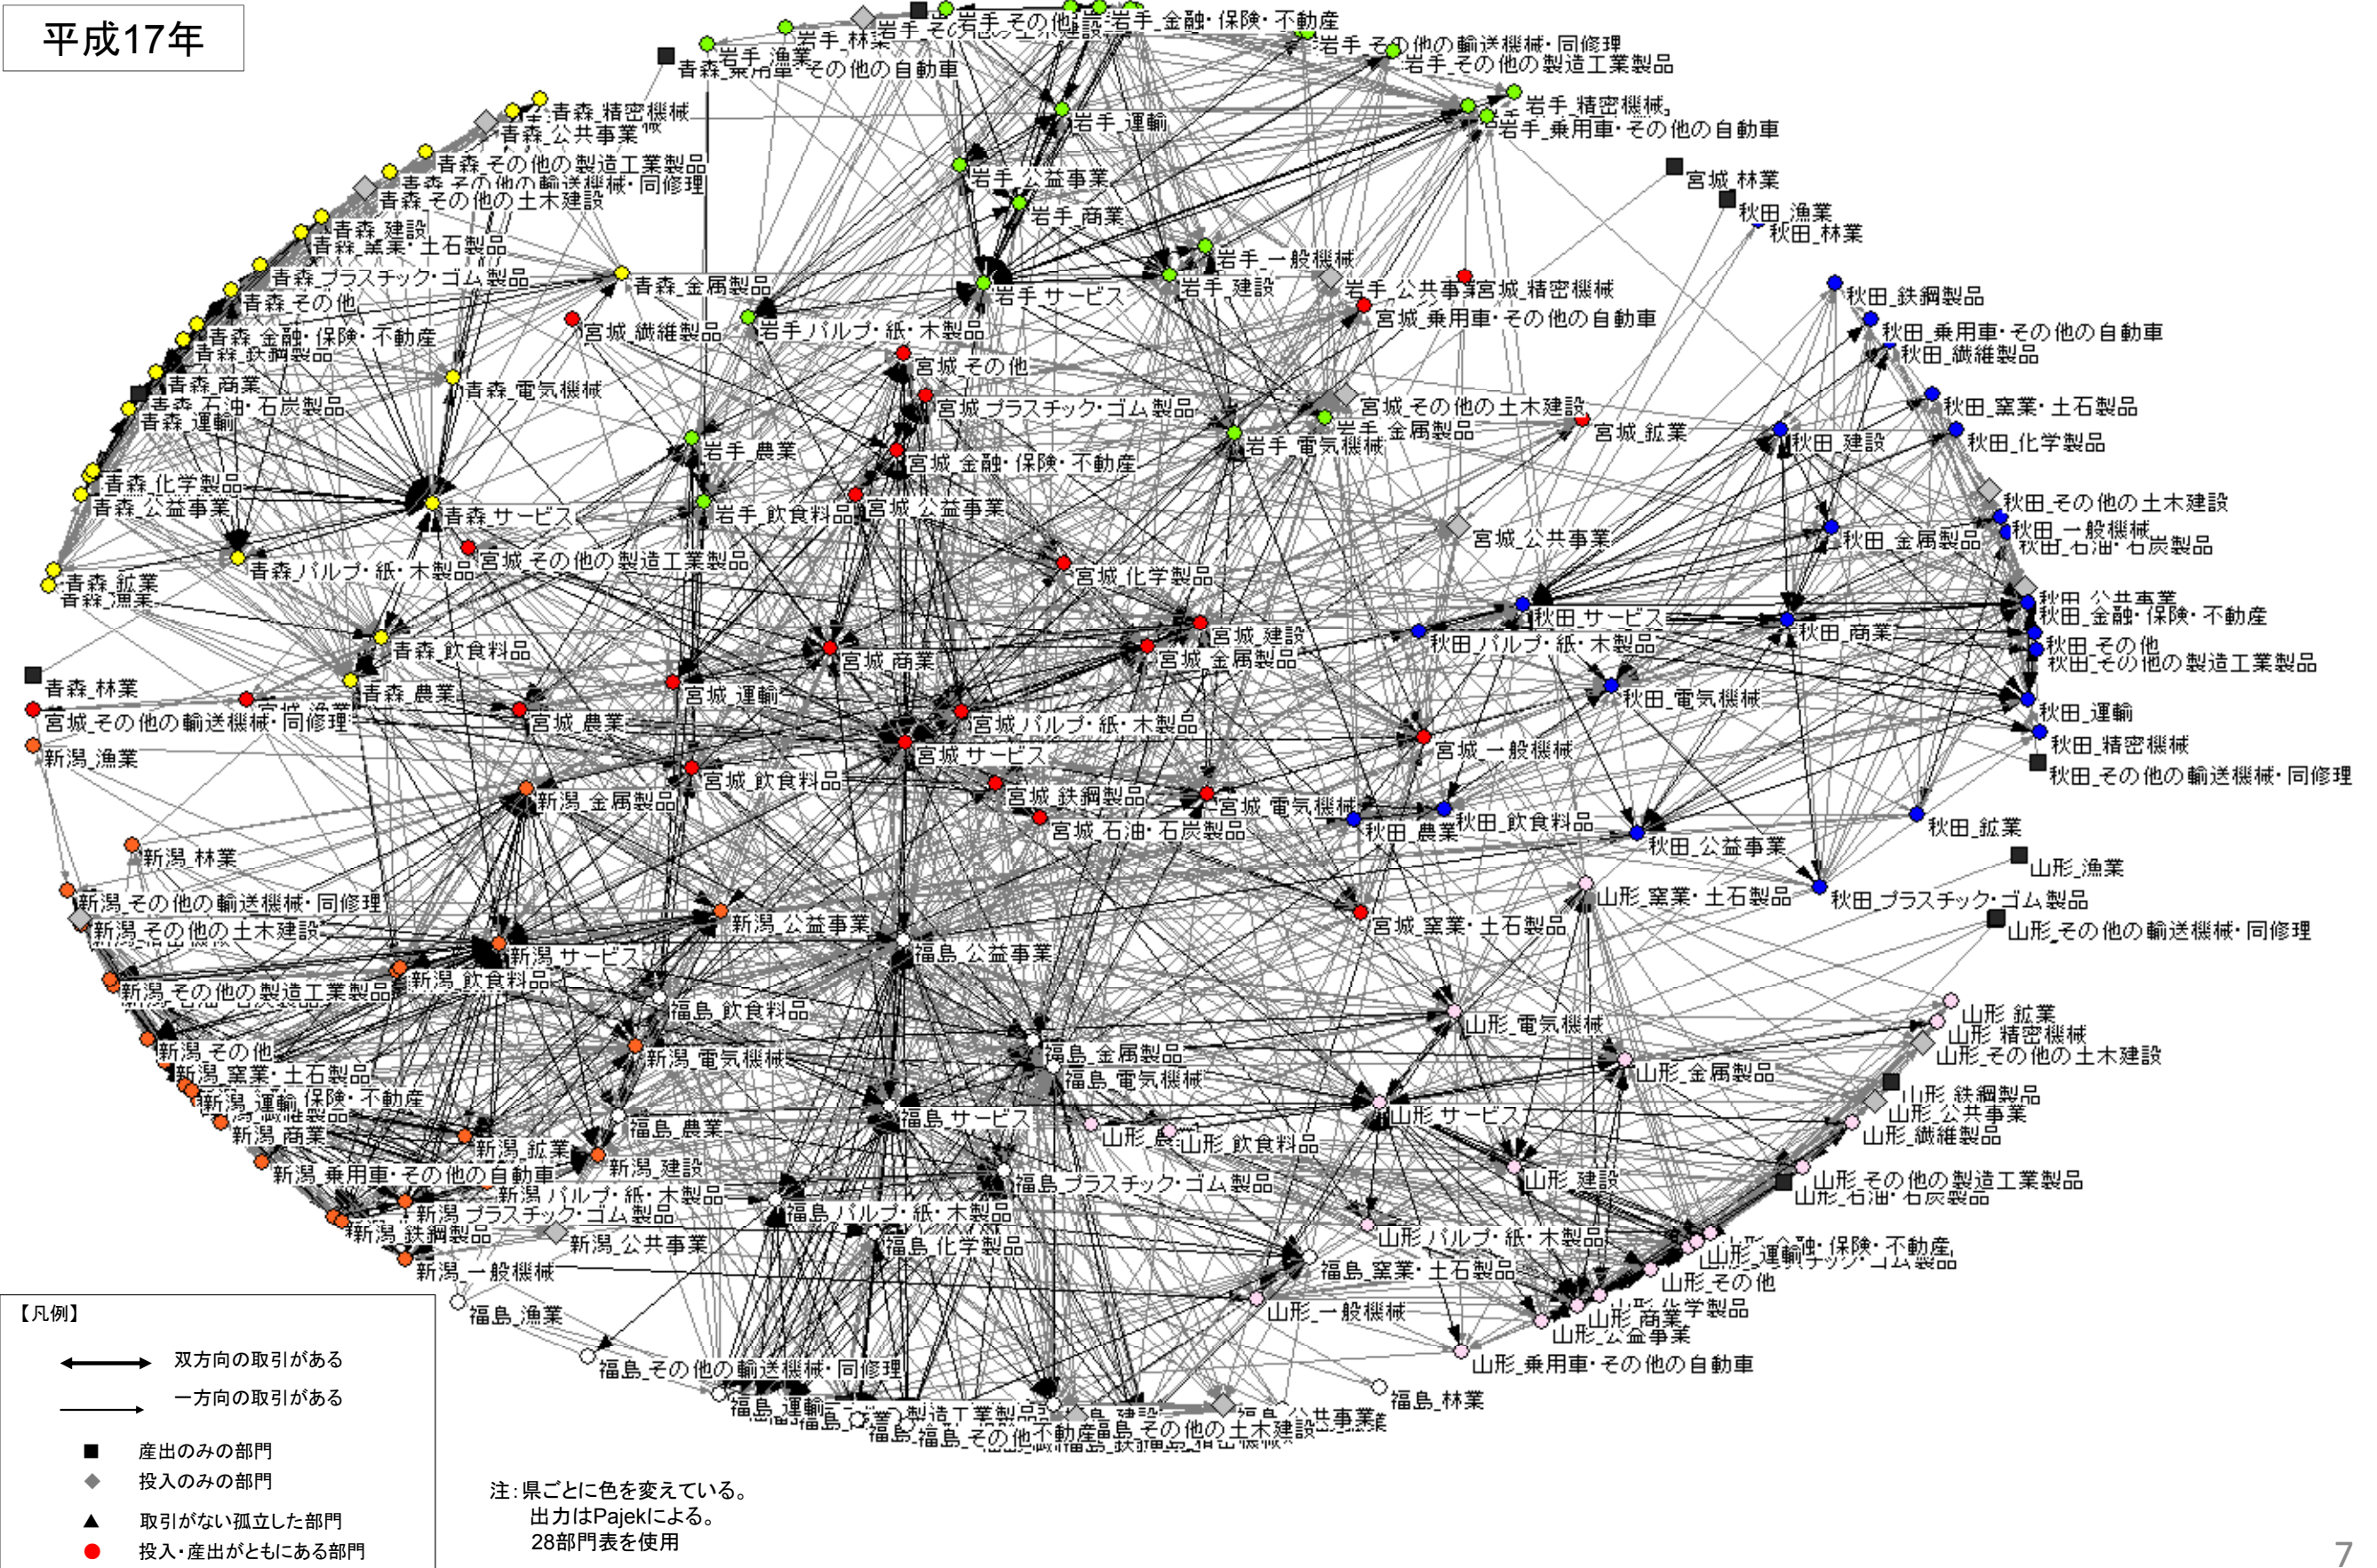 平成17年
岩手_その他
岩手_金融・保険・不動産
岩手_林業
岩手_漁業
青森_乗用車・その他の自動車
岩手_その他の輸送機械・同修理
岩手_その他の製造工業製品
岩手_精密機械
岩手_乗用車・その他の自動車
岩手_運輸
青森_精密機械
青森_公共事業
青森_その他の製造工業製品
青森_その他の輸送機械・同修理
青森_その他の土木建設
岩手_公益事業
宮城_林業
岩手_商業
秋田_漁業
秋田_林業
青森_建設
青森_窯業・土石製品
青森_プラスチック・ゴム製品
青森_金属製品
岩手_一般機械
岩手_サービス
岩手_建設
岩手_公共事業
宮城_精密機械
秋田_鉄鋼製品
青森_その他
宮城_繊維製品
岩手_パルプ・紙・木製品
宮城_乗用車・その他の自動車
秋田_乗用車・その他の自動車
青森_金融・保険・不動産
青森_鉄鋼製品
秋田_繊維製品
宮城_その他
青森_商業
青森_電気機械
青森_石油・石炭製品
宮城_プラスチック・ゴム製品
宮城_その他の土木建設
秋田_窯業・土石製品
青森_運輸
岩手_金属製品
宮城_鉱業
岩手_農業
岩手_電気機械
秋田_建設
秋田_化学製品
宮城_金融・保険・不動産
青森_化学製品
青森_公益事業
青森_サービス
岩手_飲食料品
宮城_公益事業
秋田_その他の土木建設
秋田_一般機械
宮城_公共事業
秋田_金属製品
秋田_石油・石炭製品
青森_パルプ・紙・木製品
宮城_その他の製造工業製品
宮城_化学製品
青森_鉱業
青森_漁業
秋田_公共事業
秋田_サービス
秋田_金融・保険・不動産
宮城_建設
秋田_商業
秋田_パルプ・紙・木製品
秋田_その他
青森_飲食料品
宮城_商業
宮城_金属製品
秋田_その他の製造工業製品
青森_林業
青森_農業
宮城_運輸
秋田_電気機械
宮城_漁業
宮城_その他の輸送機械・同修理
宮城_農業
宮城_パルプ・紙・木製品
秋田_運輸
新潟_漁業
宮城_サービス
宮城_一般機械
秋田_精密機械
宮城_飲食料品
秋田_その他の輸送機械・同修理
新潟_金属製品
宮城_鉄鋼製品
宮城_電気機械
宮城_石油・石炭製品
秋田_農業
秋田_飲食料品
秋田_鉱業
秋田_公益事業
新潟_林業
山形_漁業
山形_窯業・土石製品
秋田_プラスチック・ゴム製品
新潟_その他の輸送機械・同修理
新潟_公益事業
宮城_窯業・土石製品
新潟_その他の土木建設
山形_その他の輸送機械・同修理
新潟_サービス
福島_公益事業
新潟_飲食料品
新潟_その他の製造工業製品
福島_飲食料品
山形_鉱業
山形_電気機械
山形_精密機械
新潟_その他
新潟_電気機械
福島_金属製品
山形_その他の土木建設
新潟_窯業・土石製品
福島_電気機械
山形_金属製品
山形_鉄鋼製品
新潟_運輸
山形_公共事業
新潟_商業
福島_農業
福島_サービス
山形_サービス
山形_農業
山形_飲食料品
山形_繊維製品
新潟_鉱業
新潟_建設
新潟_乗用車・その他の自動車
福島_プラスチック・ゴム製品
山形_建設
山形_その他の製造工業製品
山形_石油・石炭製品
新潟_パルプ・紙・木製品
新潟_プラスチック・ゴム製品
福島_パルプ・紙・木製品
新潟_鉄鋼製品
新潟_公共事業
福島_化学製品
山形_パルプ・紙・木製品
山形_運輸
新潟_一般機械
福島_窯業・土石製品
山形_その他
福島_漁業
山形_一般機械
山形_化学製品
山形_商業
山形_公益事業
福島_その他の輸送機械・同修理
山形_乗用車・その他の自動車
福島_林業
福島_運輸
福島_その他
福島_その他の土木建設
【凡例】
双方向の取引がある
一方向の取引がある
産出のみの部門
投入のみの部門
取引がない孤立した部門
投入・産出がともにある部門
注：県ごとに色を変えている。
出力はPajekによる。
28部門表を使用
7